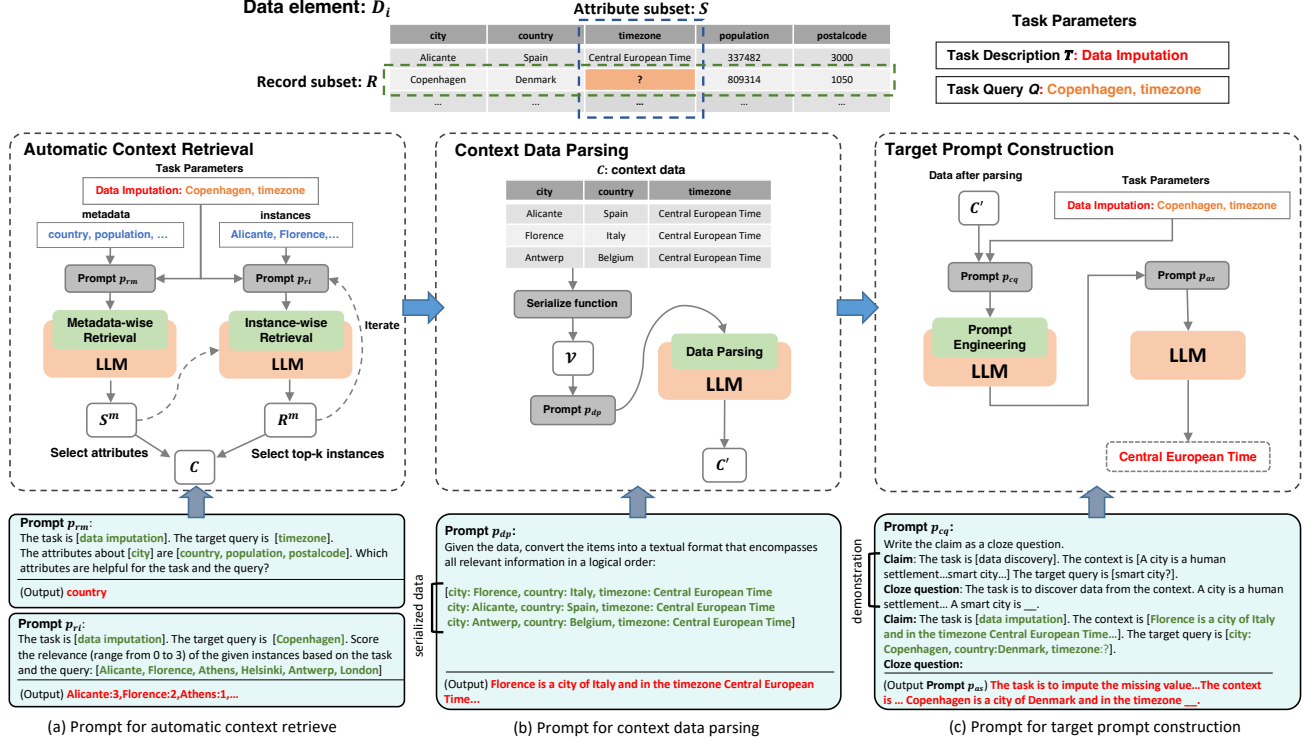 Data element: Di
Attribute subset: S
city country timezone population postalcode
Alicante Spain Central European Time 337482 3000
Record subset: R
Copenhagen Denmark ? 809314 1050
... ... ... ... ...
Task Parameters
Task Description T: Data Imputation
Task Query Q: Copenhagen, timezone
Automatic Context Retrieval
Task Parameters
Data Imputation: Copenhagen, timezone
metadata
instances
country, population, …
Alicante, Florence,…
Prompt prm
Prompt pri
Iterate
Metadata-wise
Retrieval
LLM
Instance-wise
Retrieval
LLM
Sm
Rm
Select attributes
Select top-k instances
C
Context Data Parsing
C: context data
city country timezone
Alicante Spain Central European Time
Florence Italy Central European Time
Antwerp Belgium Central European Time
Serialize function
V
Prompt pdp
Data Parsing
LLM
C′
Target Prompt Construction
Data after parsing
Task Parameters
C′
Data Imputation: Copenhagen, timezone
Prompt pcq
Prompt pas
Prompt
Engineering
LLM
LLM
Central European Time
Prompt prm:
The task is [data imputation]. The target query is [timezone].
The attributes about [city] are [country, population, postalcode]. Which
attributes are helpful for the task and the query?
(Output) country
Prompt pri:
The task is [data imputation]. The target query is [Copenhagen]. Score
the relevance (range from 0 to 3) of the given instances based on the task
and the query: [Alicante, Florence, Athens, Helsinki, Antwerp, London]
(Output) Alicante:3,Florence:2,Athens:1,…
(a) Prompt for automatic context retrieve
serialized data
Prompt pdp:
Given the data, convert the items into a textual format that encompasses
all relevant information in a logical order:
[city: Florence, country: Italy, timezone: Central European Time
city: Alicante, country: Spain, timezone: Central European Time
city: Antwerp, country: Belgium, timezone: Central European Time]
(Output) Florence is a city of Italy and in the timezone Central European
Time...
(b) Prompt for context data parsing
demonstration
Prompt pcq:
Write the claim as a cloze question.
Claim: The task is [data discovery]. The context is [A city is a human
settlement…smart city…] The target query is [smart city?].
Cloze question: The task is to discover data from the context. A city is a human
settlement… A smart city is __.
Claim: The task is [data imputation]. The context is [Florence is a city of Italy
and in the timezone Central European Time…]. The target query is [city:
Copenhagen, country:Denmark, timezone:?].
Cloze question:
(Output Prompt pas) The task is to impute the missing value…The context
is … Copenhagen is a city of Denmark and in the timezone __.
(c) Prompt for target prompt construction